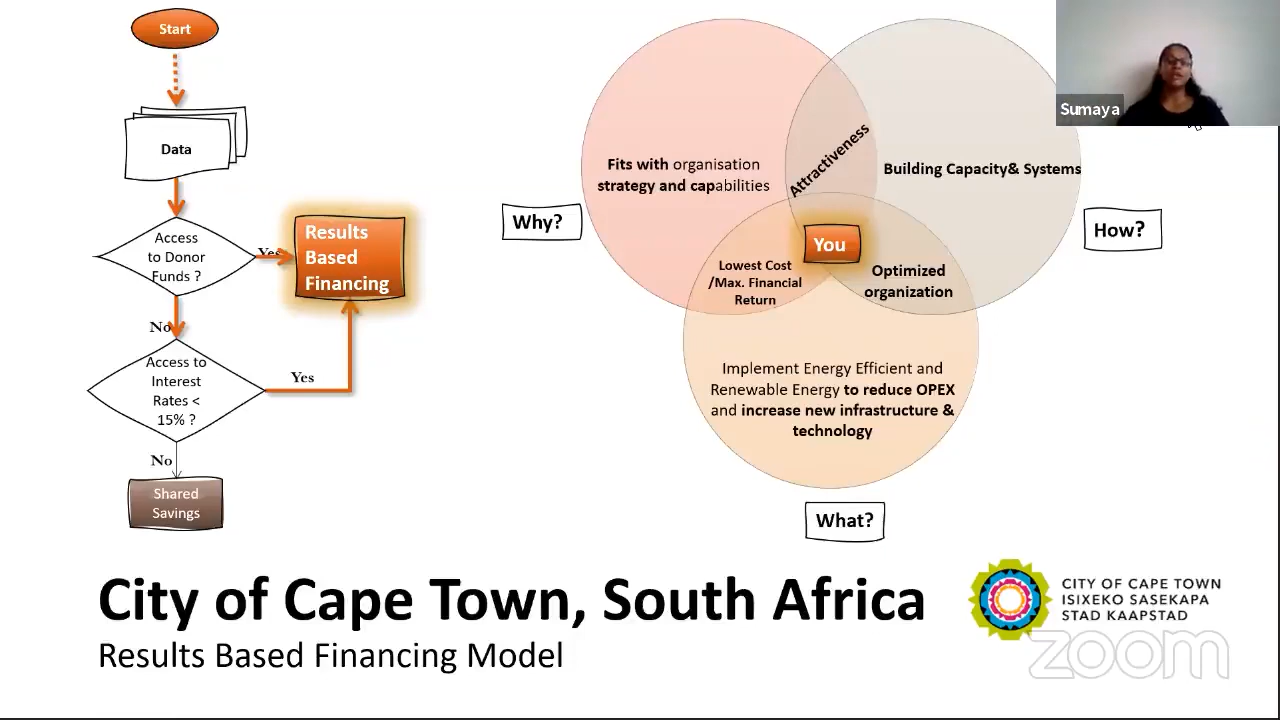 Start
Data
Access
to Donor
Funds ?
Yes
Results
Based
Financing
No
Access to
Interest
Rates <
15% ?
Yes
No
Shared
Savings
Why?
Fits with organisation
strategy and capabilities
Attractiveness
Building Capacity& Systems
How?
You
Lowest Cost
/Max. Financial
Return
Optimized
organization
Implement Energy Efficient and
Renewable Energy to reduce OPEX
and increase new infrastructure &
technology
What?
Sumaya
City of Cape Town, South Africa
Results Based Financing Model
CITY OF CAPE TOWN
ISIXEKO SASEKAPA
STAD KAAPSTAD
zoom